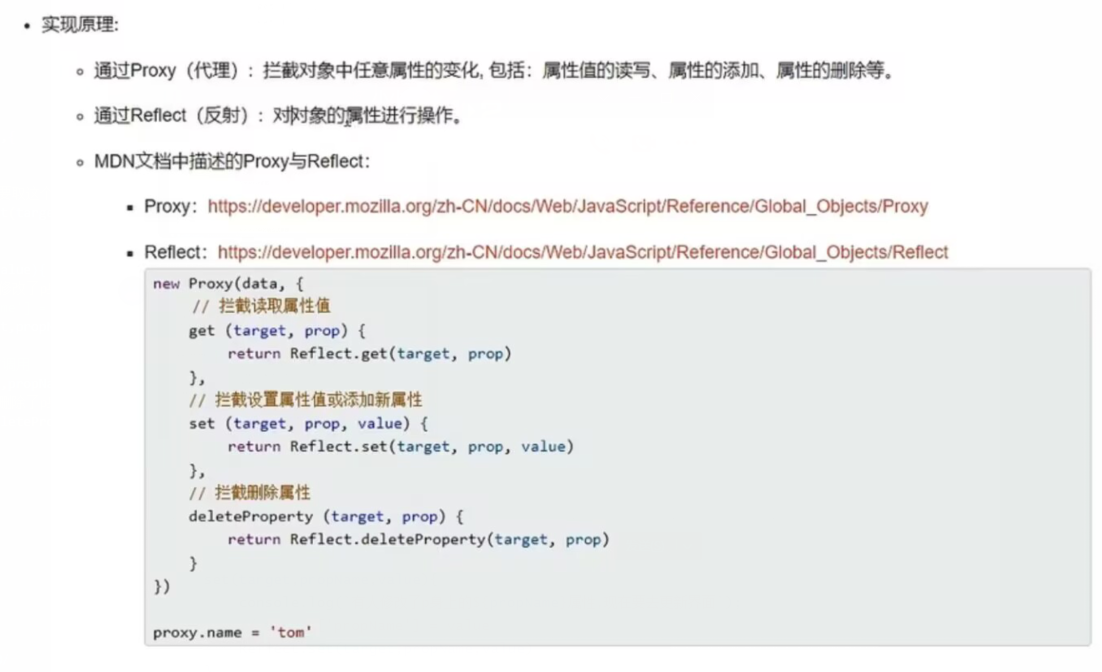 实现原理:
通过Proxy（代理）: 拦截对象中任意属性的变化, 包括: 属性值的读写、属性的添加、属性的删除等。
通过Reflect（反射）: 对对象的属性进行操作。
MDN文档中描述的Proxy与Reflect:
Proxy: https://developer.mozilla.org/zh-CN/docs/Web/JavaScript/Reference/Global_Objects/Proxy
Reflect: https://developer.mozilla.org/zh-CN/docs/Web/JavaScript/Reference/Global_Objects/Reflect
new Proxy(data, {
// 拦截读取属性值
get (target, prop) {
return Reflect.get(target, prop)
},
// 拦截设置属性值或添加新属性
set (target, prop, value) {
return Reflect.set(target, prop, value)
},
// 拦截删除属性
deleteProperty (target, prop) {
return Reflect.deleteProperty(target, prop)
}
})
proxy.name = 'tom'